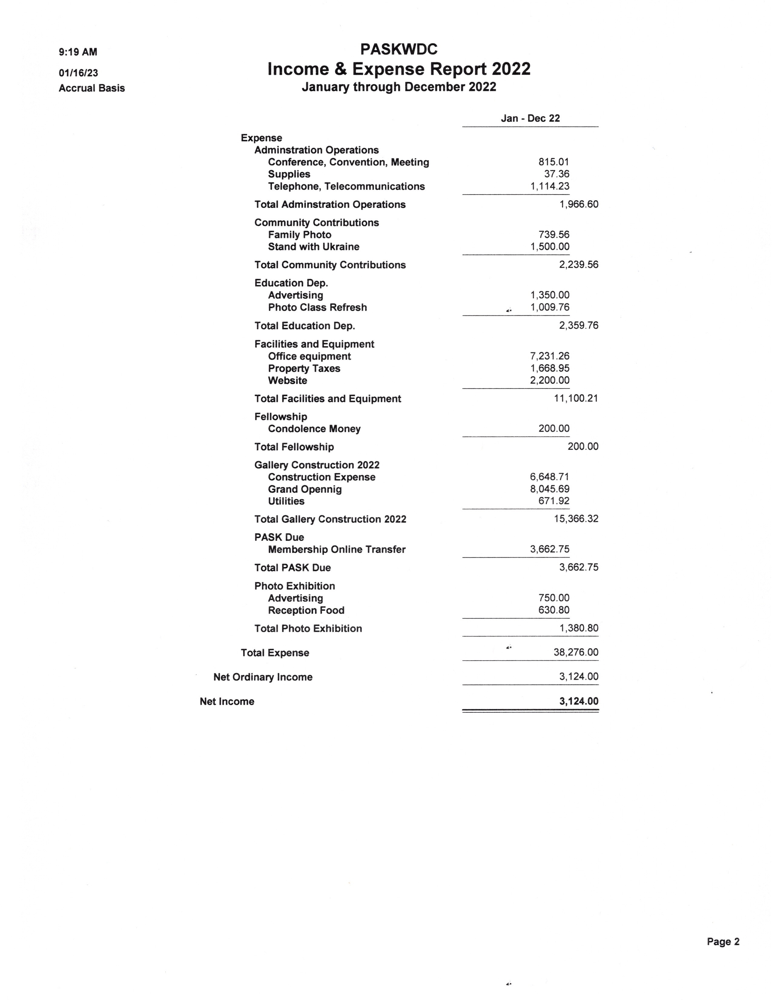 9:19 AM
01/16/23
Accrual Basis
PASKWDC
Income & Expense Report 2022
January through December 2022
Jan - Dec 22
Expense
Adminstration Operations
Conference, Convention, Meeting 815.01
Supplies 37.36
Telephone, Telecommunications 1,114.23
Total Adminstration Operations 1,966.60
Community Contributions
Family Photo 739.56
Stand with Ukraine 1,500.00
Total Community Contributions 2,239.56
Education Dep.
Advertising 1,350.00
Photo Class Refresh 1,009.76
Total Education Dep. 2,359.76
Facilities and Equipment
Office equipment 7,231.26
Property Taxes 1,668.95
Website 2,200.00
Total Facilities and Equipment 11,100.21
Fellowship
Condolence Money 200.00
Total Fellowship 200.00
Gallery Construction 2022
Construction Expense 6,648.71
Grand Opennig 8,045.69
Utilities 671.92
Total Gallery Construction 2022 15,366.32
PASK Due
Membership Online Transfer 3,662.75
Total PASK Due 3,662.75
Photo Exhibition
Advertising 750.00
Reception Food 630.80
Total Photo Exhibition 1,380.80
Total Expense 38,276.00
Net Ordinary Income 3,124.00
Net Income 3,124.00
Page 2